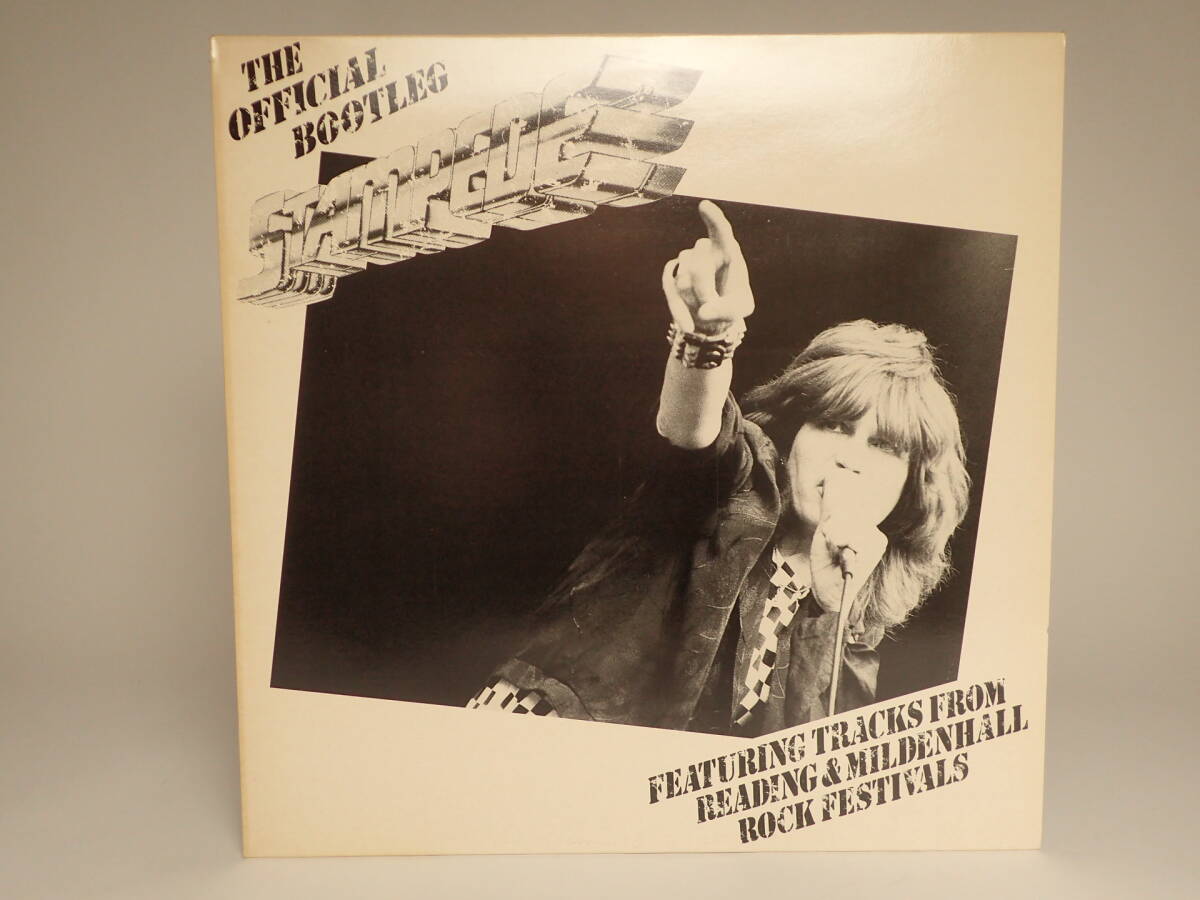 THE
OFFICIAL
BOOTLEG
STAMPEDE
FEATURING TRACKS FROM
READING & MILDENHALL
ROCK FESTIVALS